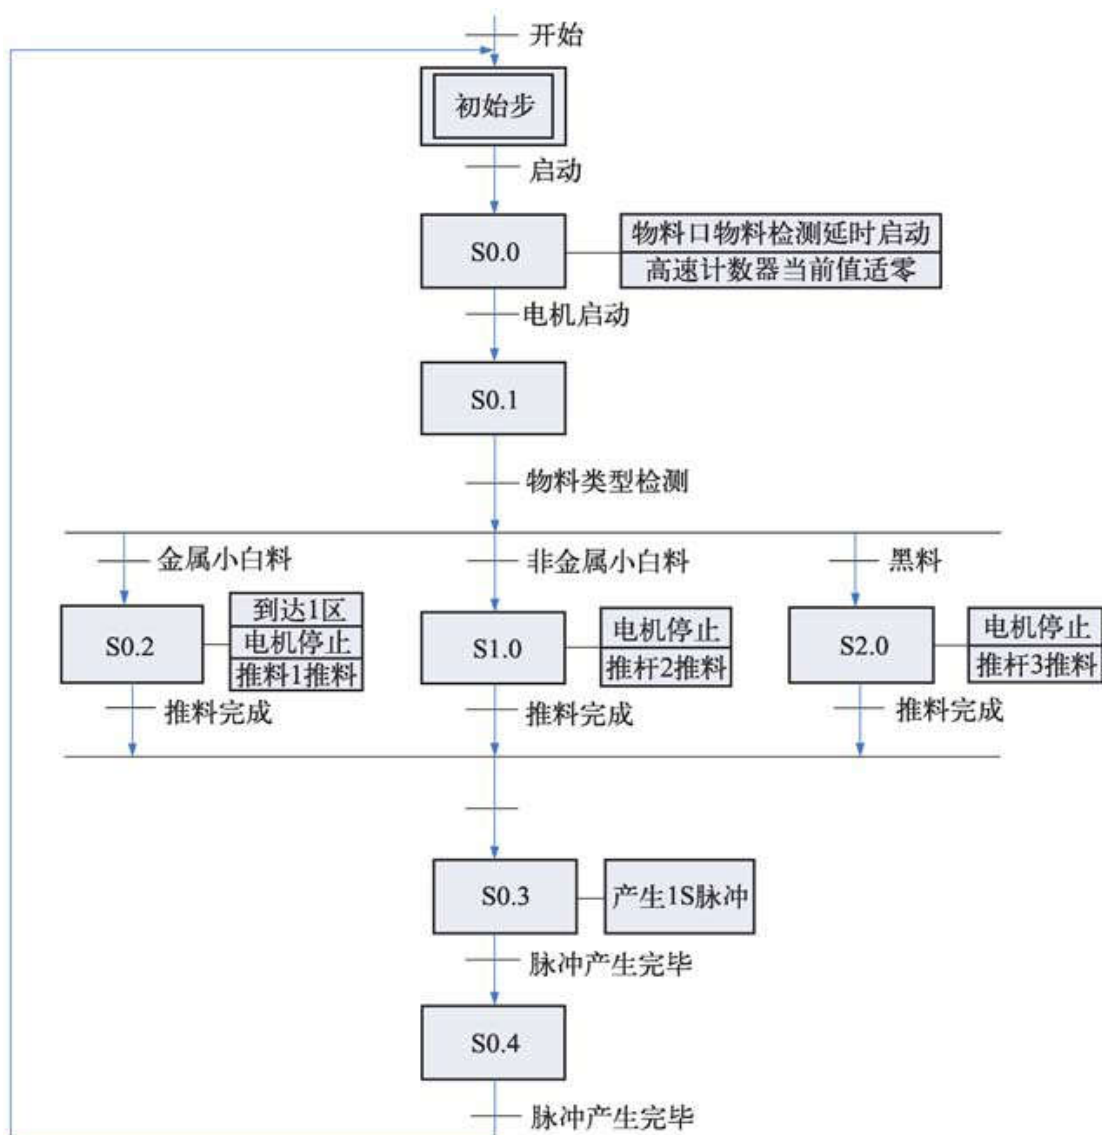 开始
初始步
启动
S0.0
物料口物料检测延时启动
高速计数器当前值适零
电机启动
S0.1
物料类型检测
金属小白料
非金属小白料
黑料
S0.2
到达1区
电机停止
推料1推料
S1.0
电机停止
推杆2推料
S2.0
电机停止
推杆3推料
推料完成
推料完成
推料完成
S0.3
产生1S脉冲
脉冲产生完毕
S0.4
脉冲产生完毕